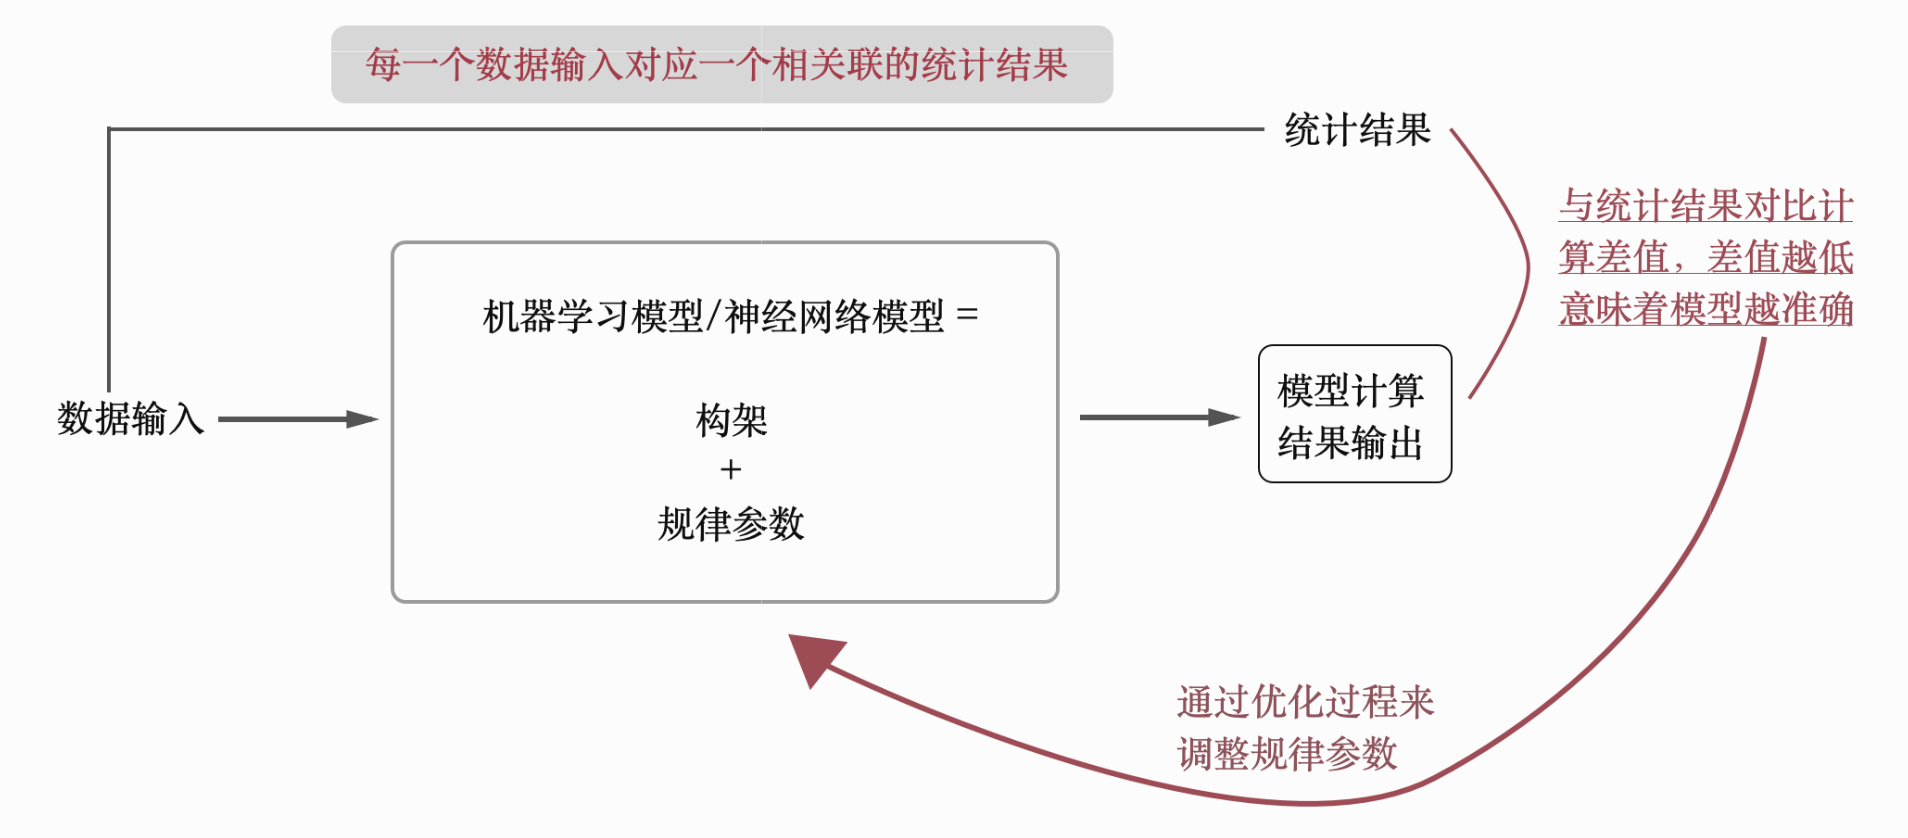 每一个数据输入对应一个相关联的统计结果
统计结果
与统计结果对比计
算差值，差值越低
意味着模型越准确
机器学习模型/神经网络模型 =
构架
+
规律参数
数据输入
模型计算
结果输出
通过优化过程来
调整规律参数